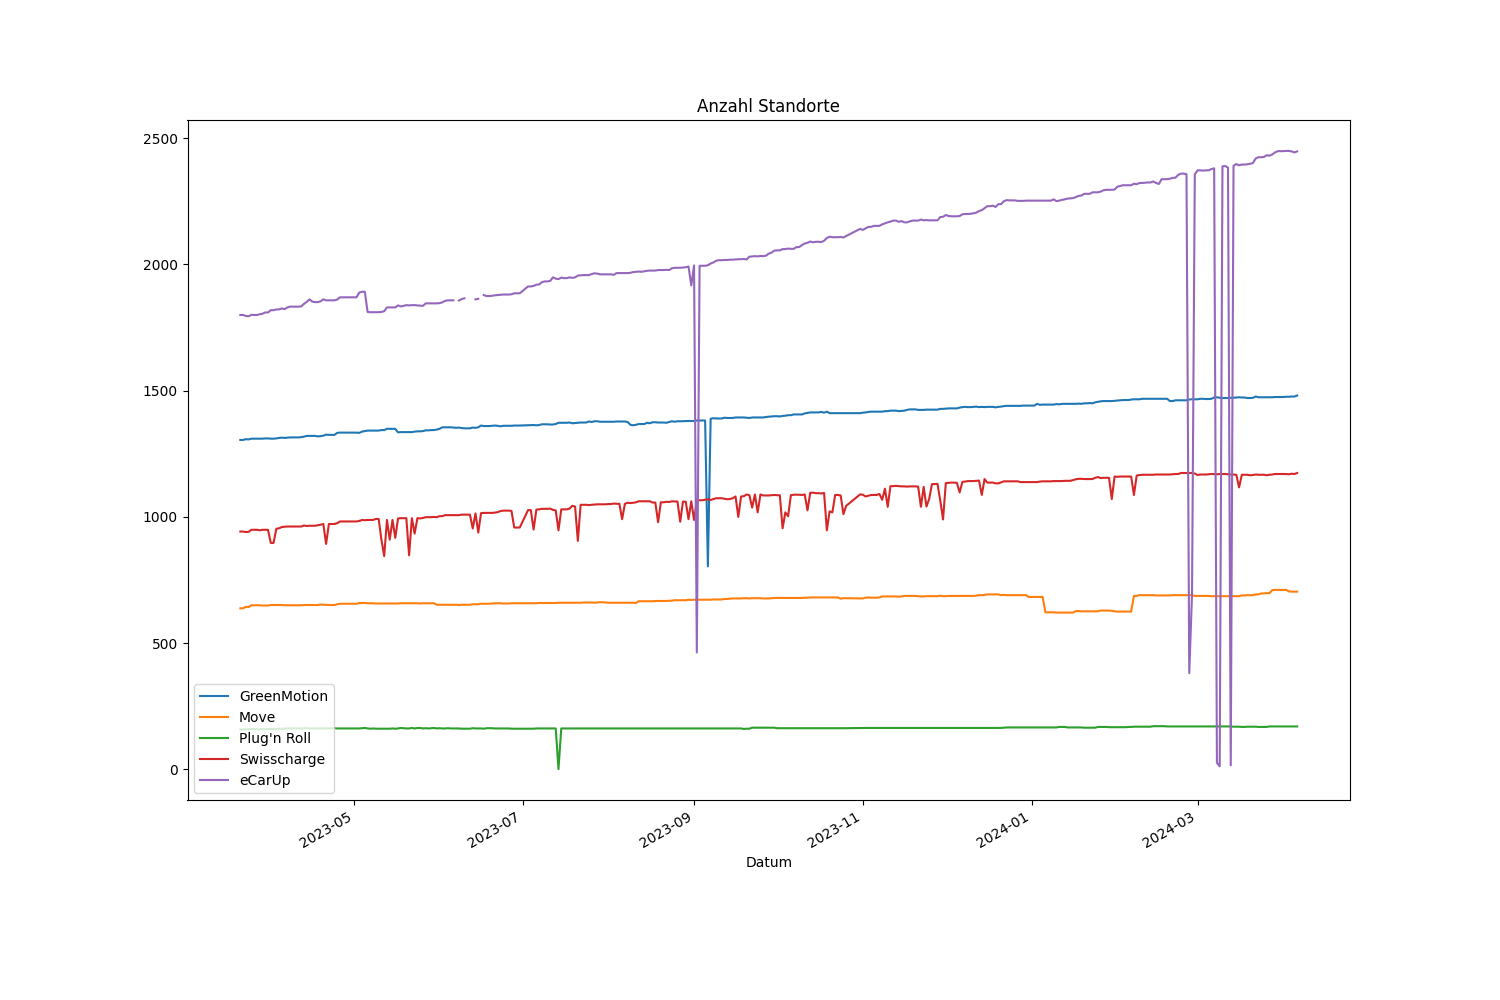 Anzahl Standorte
2500
2000
1500
1000
500
0
GreenMotion
Move
Plug'n Roll
Swisscharge
eCarUp
2023-05
2023-07
2023-09
2023-11
2024-01
2024-03
Datum